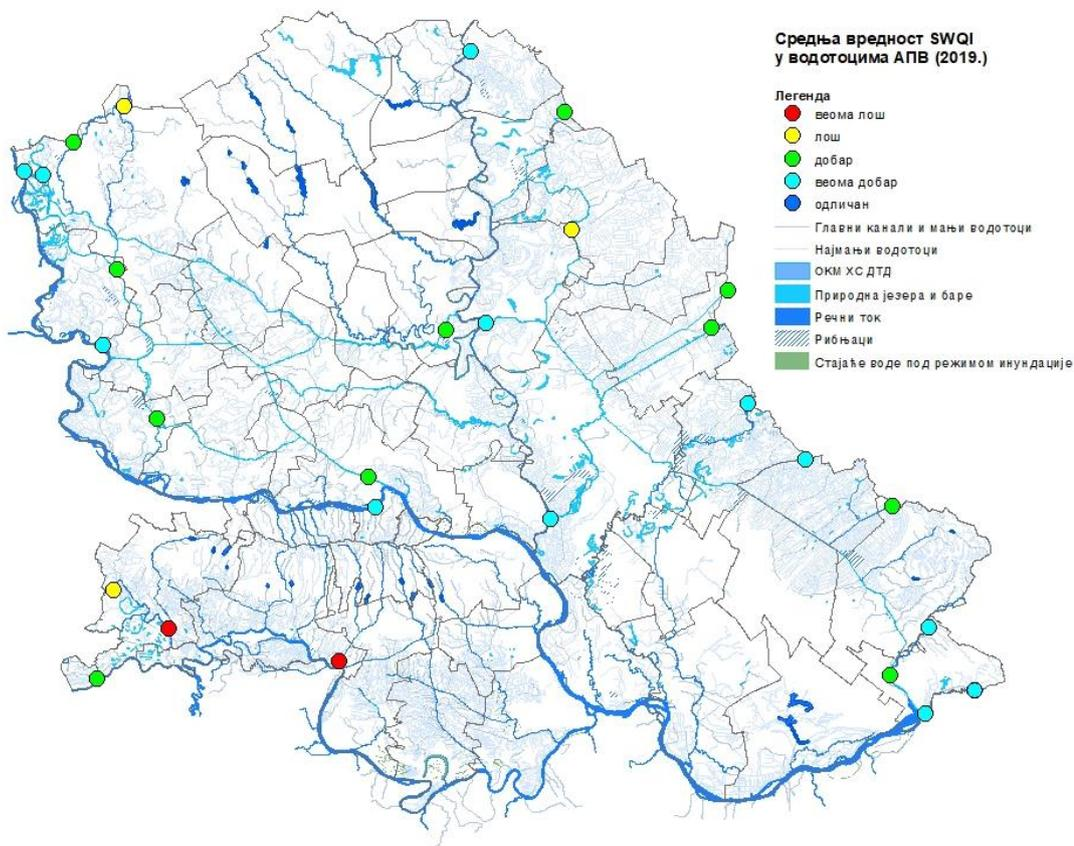 Средња вредност SWQI
у водотоцима АПВ (2019.)
Легенда
веома лош
лош
добар
веома добар
одличан
Главни канали и мањи водотоци
Најмањи водотоци
ОКМ ХС ДТД
Природна језера и баре
Речни ток
Рибњаци
Стајаће воде под режимом инундације